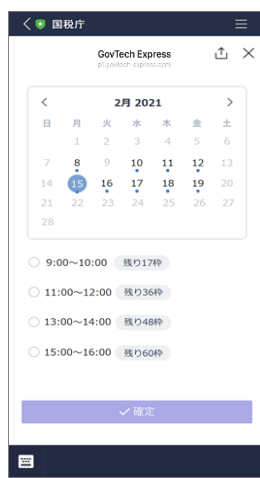 国税庁
GovTech Express
p1.govtech-express.com
2月 2021
日 月 火 水 木 金 土
1 2 3 4 5 6
7 8 9 10 11 12 13
14 15 16 17 18 19 20
21 22 23 24 25 26 27
28
9:00〜10:00 残り17枠
11:00〜12:00 残り36枠
13:00〜14:00 残り48枠
15:00〜16:00 残り60枠
確定